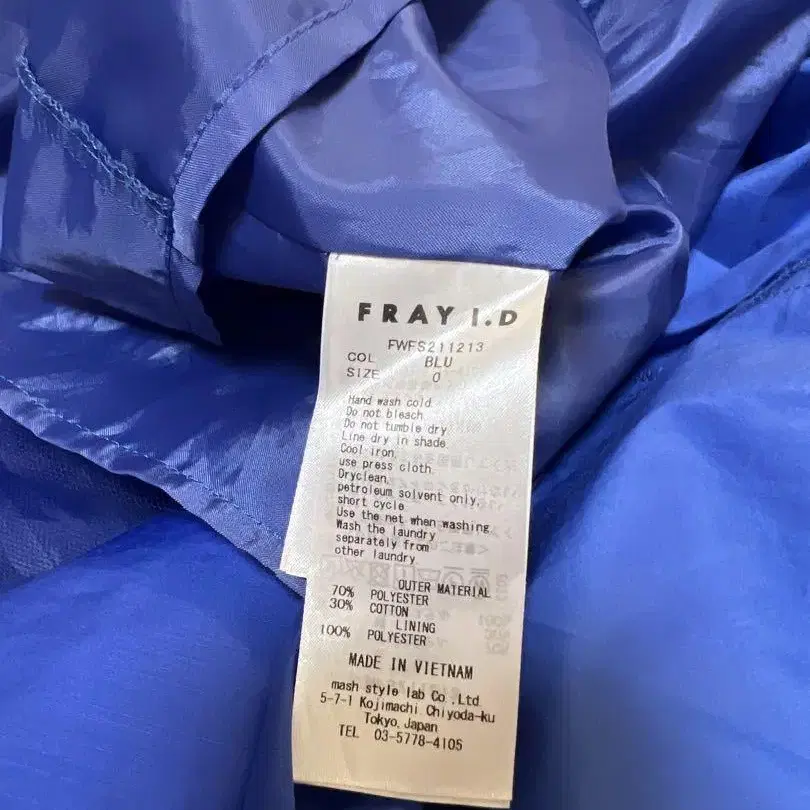 FRAY I.D
FWFS211213
COL BLU
SIZE 0
Hand wash cold
Do not bleach
Do not tumble dry
Line dry in shade
Cool iron,
use press cloth
Dryclean,
petroleum solvent only,
short cycle
Use the net when washing
Wash the laundry
separately from
other laundry
OUTER MATERIAL
70% POLYESTER
30% COTTON
LINING
100% POLYESTER
MADE IN VIETNAM
mash style lab Co.,Ltd.
5-7-1 Kojimachi Chiyoda-ku
Tokyo,Japan
TEL 03-5778-4105